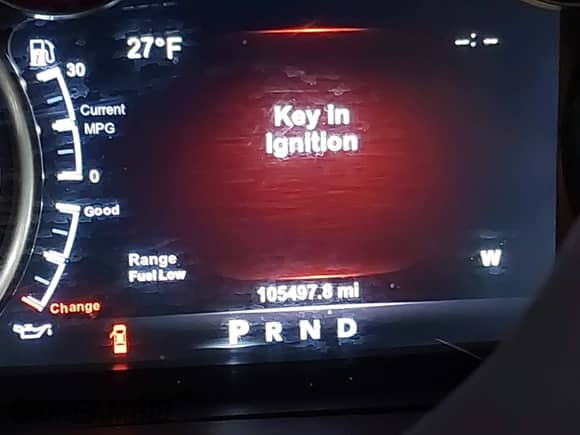 27°F
--:--
30
Current
MPG
0
Good
Change
Key in
Ignition
Range
Fuel Low
W
105497.8 mi
P R N D